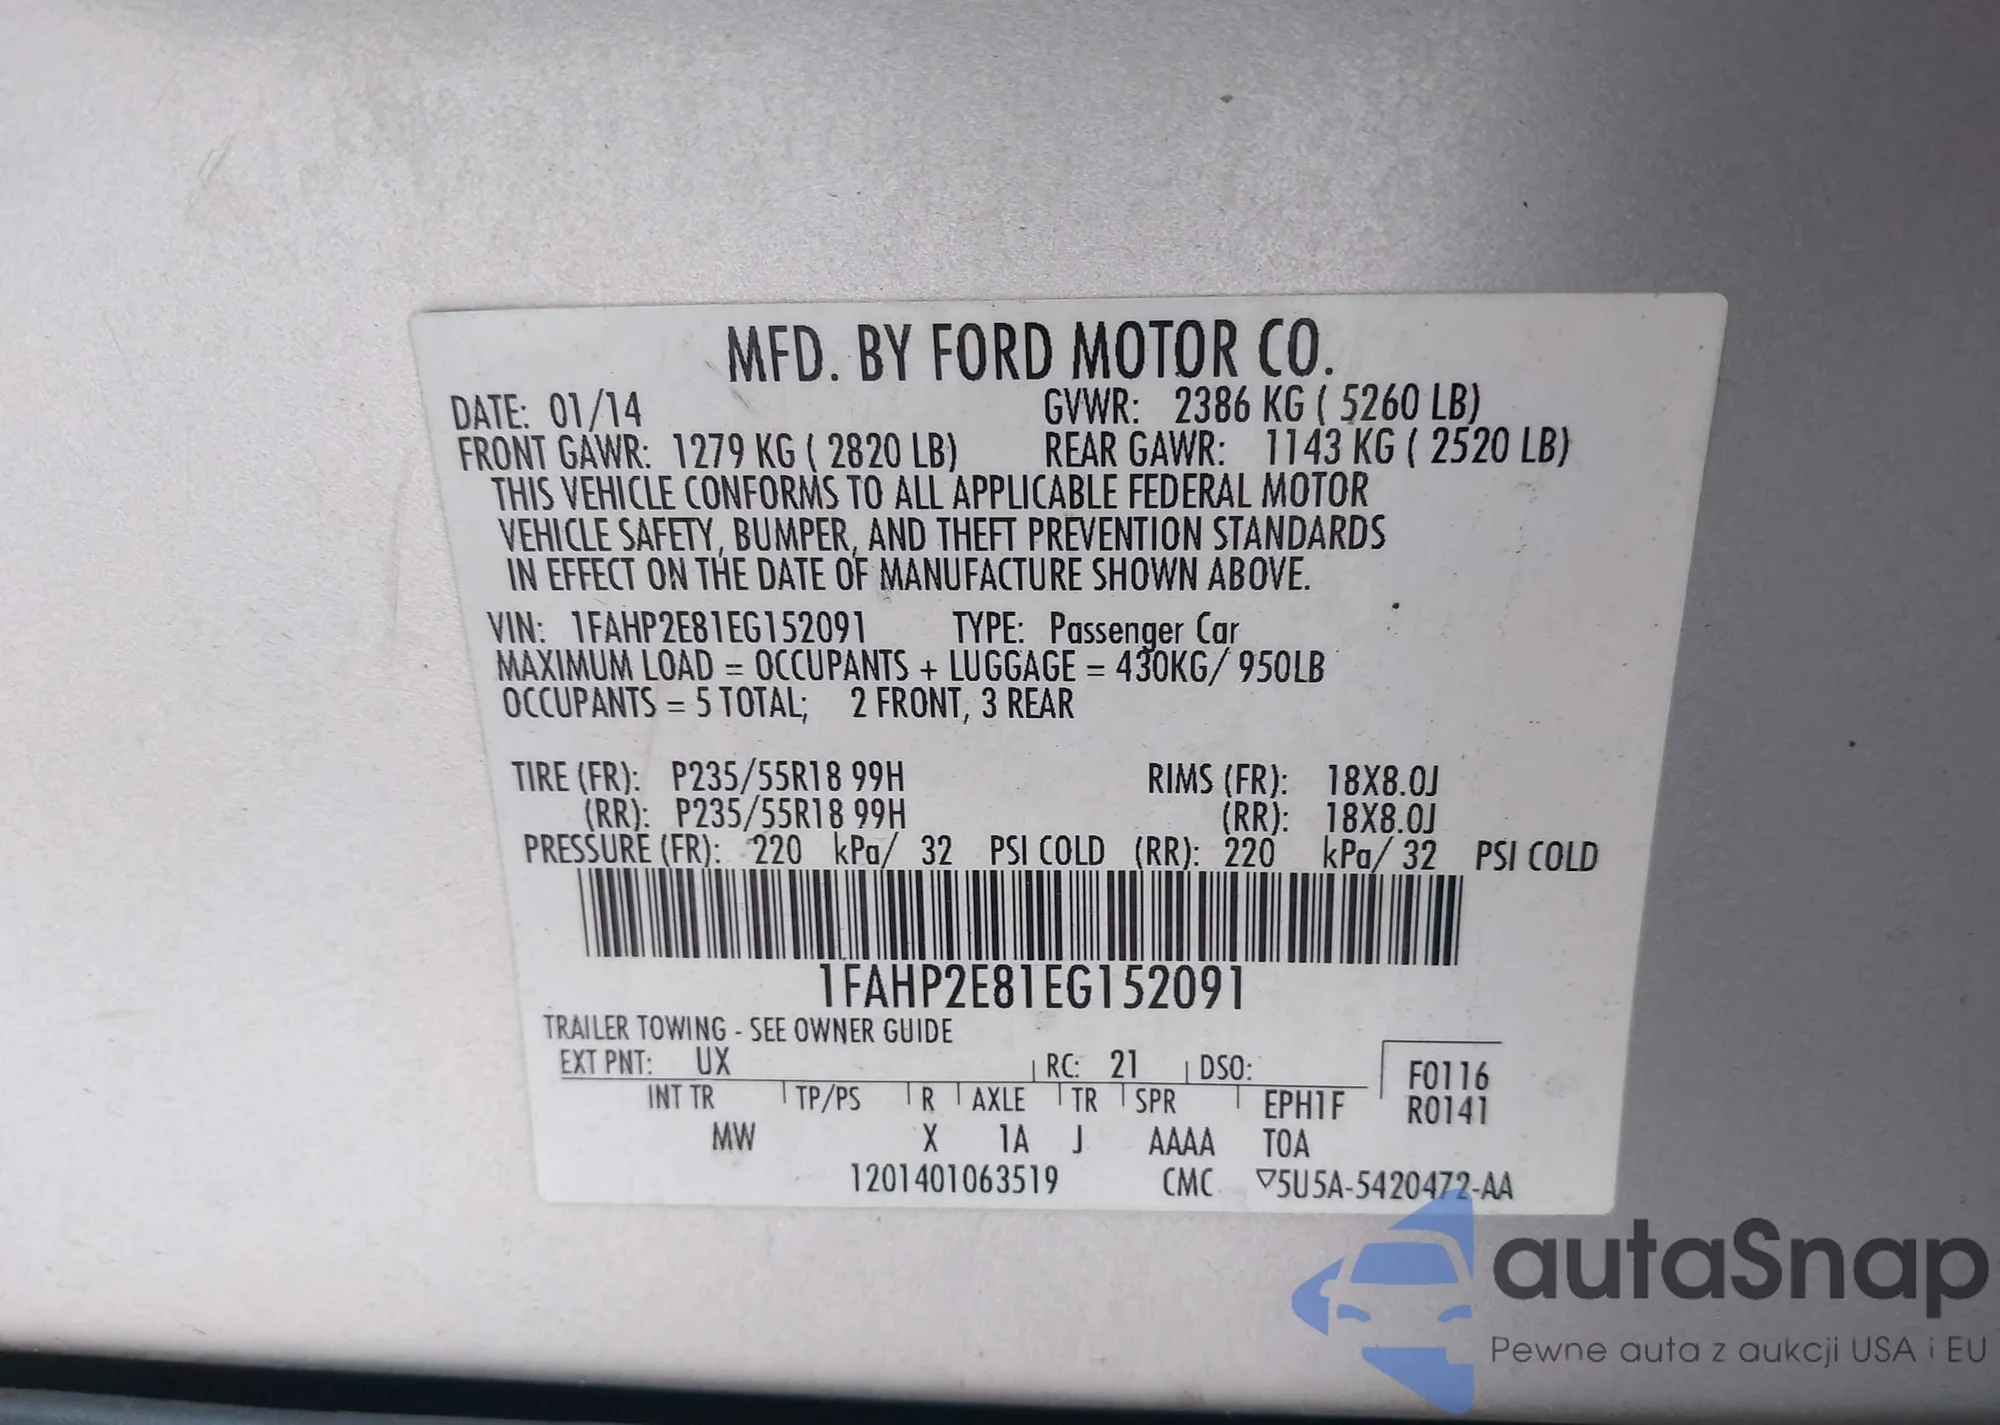 MFD. BY FORD MOTOR CO.
DATE: 01/14 GVWR: 2386 KG ( 5260 LB)
FRONT GAWR: 1279 KG ( 2820 LB) REAR GAWR: 1143 KG ( 2520 LB)
THIS VEHICLE CONFORMS TO ALL APPLICABLE FEDERAL MOTOR
VEHICLE SAFETY, BUMPER, AND THEFT PREVENTION STANDARDS
IN EFFECT ON THE DATE OF MANUFACTURE SHOWN ABOVE.
VIN: 1FAHP2E81EG152091 TYPE: Passenger Car
MAXIMUM LOAD = OCCUPANTS + LUGGAGE = 430KG/ 950LB
OCCUPANTS = 5 TOTAL; 2 FRONT, 3 REAR
TIRE (FR): P235/55R18 99H RIMS (FR): 18X8.0J
(RR): P235/55R18 99H (RR): 18X8.0J
PRESSURE (FR): 220 kPa/ 32 PSI COLD (RR): 220 kPa/ 32 PSI COLD
1FAHP2E81EG152091
TRAILER TOWING - SEE OWNER GUIDE
EXT PNT: UX RC: 21 DSO: F0116
INT TR TP/PS R AXLE TR SPR EPH1F R0141
MW X 1A J AAAA TOA
1201401063519 CMC ▽5U5A-5420472-AA
autaSnap
Pewne auta z aukcji USA i EU